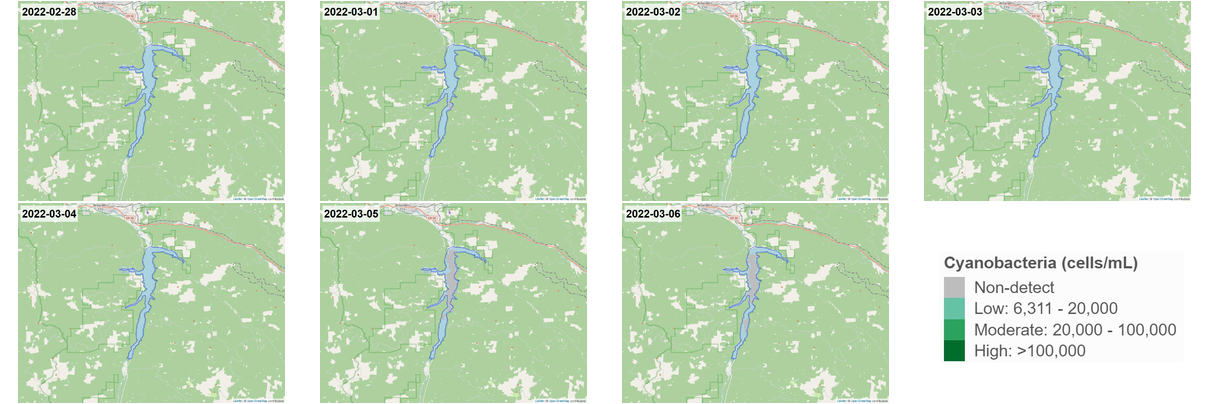 2022-02-28
2022-03-01
2022-03-02
2022-03-03
2022-03-04
2022-03-05
2022-03-06
Cyanobacteria (cells/mL)
Non-detect
Low: 6,311 - 20,000
Moderate: 20,000 - 100,000
High: >100,000